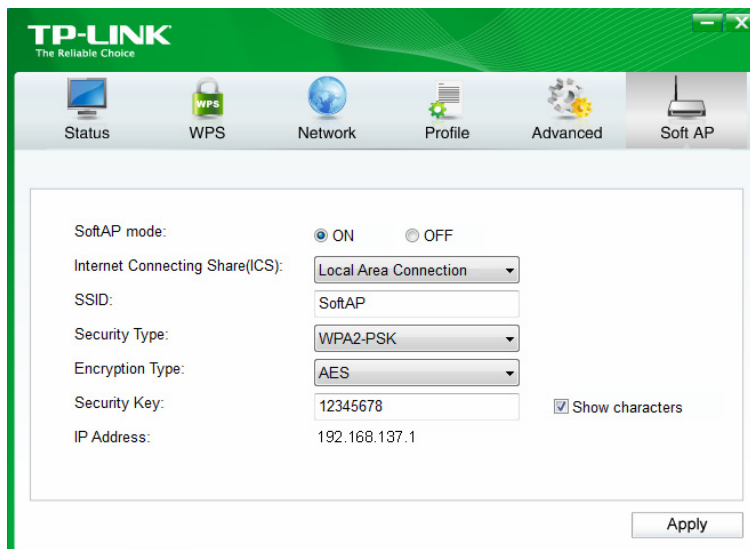 TP-LINK
The Reliable Choice
WPS
Status WPS Network Profile Advanced Soft AP
SoftAP mode: ON OFF
Internet Connecting Share(ICS): Local Area Connection
SSID: SoftAP
Security Type: WPA2-PSK
Encryption Type: AES
Security Key: 12345678 Show characters
IP Address: 192.168.137.1
Apply